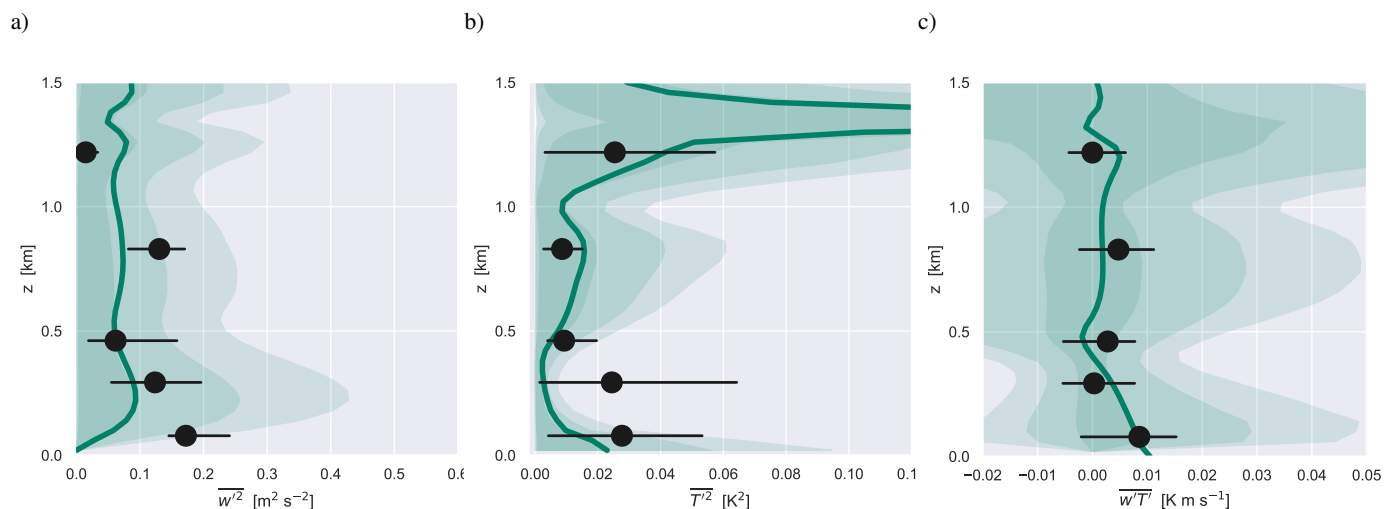 a)
b)
c)
1.5
1.0
0.5
0.0
z [km]
0.0 0.1 0.2 0.3 0.4 0.5 0.6
$\overline{w'^2}$ [m² s⁻²]
1.5
1.0
0.5
0.0
z [km]
0.00 0.02 0.04 0.06 0.08 0.10 0.1
$\overline{T'^2}$ [K²]
1.5
1.0
0.5
0.0
z [km]
−0.02 −0.01 0.00 0.01 0.02 0.03 0.04 0.05
$\overline{w'T'}$ [K m s⁻¹]